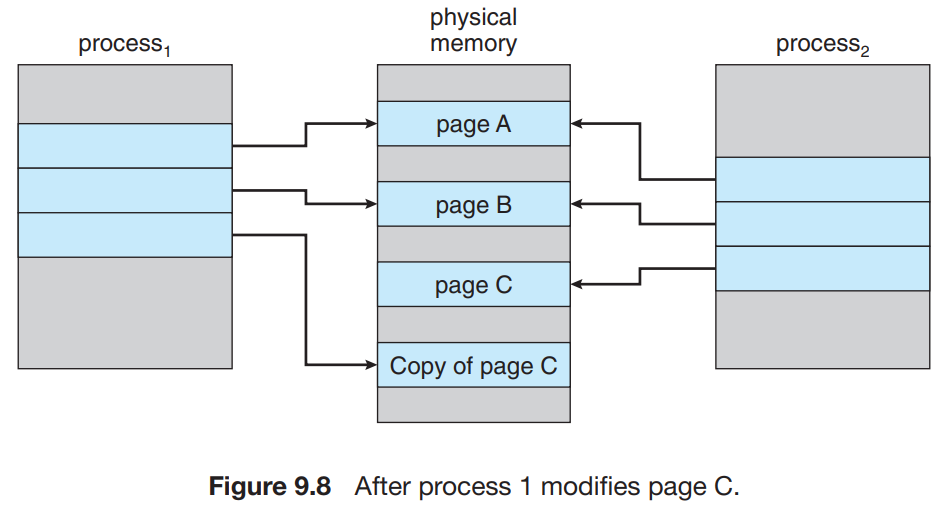 process₁
physical
memory
process₂
page A
page B
page C
Copy of page C
Figure 9.8 After process 1 modifies page C.